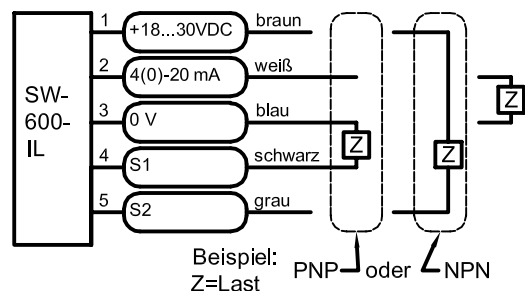 SW-
600-
IL
1 +18...30VDC braun
2 4(0)-20 mA weiß
3 0 V blau
4 S1 schwarz
5 S2 grau
Z
Z
Z
Beispiel:
Z=Last
PNP oder NPN